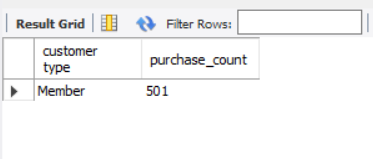 Result Grid Filter Rows:
customer
type purchase_count
Member 501